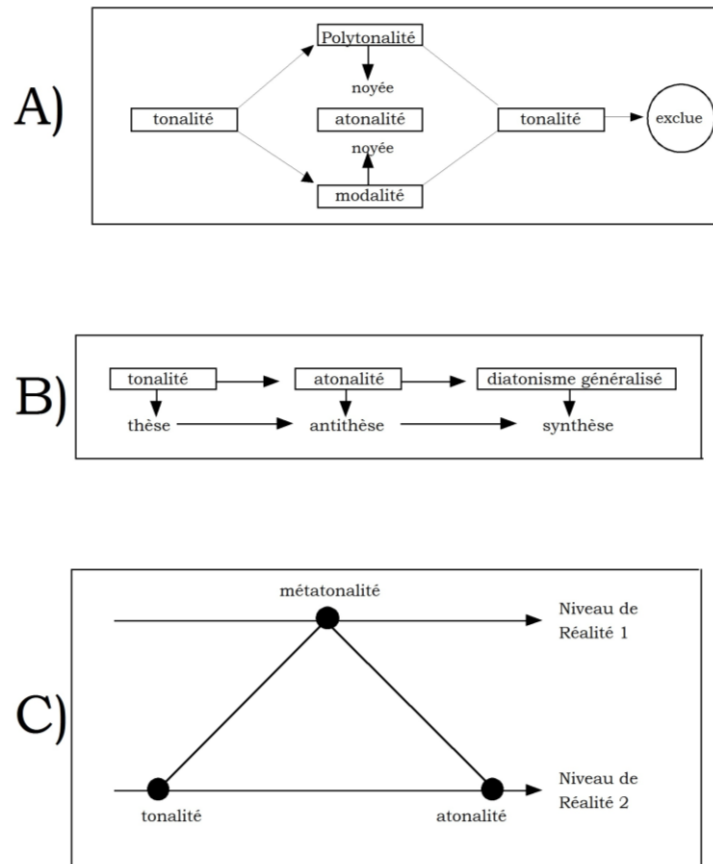 A)
Polytonalité
noyée
tonalité
atonalité
tonalité
exclue
noyée
modalité
B)
tonalité
atonalité
diatonisme généralisé
thèse
antithèse
synthèse
C)
métatonalité
Niveau de
Réalité 1
Niveau de
Réalité 2
tonalité
atonalité